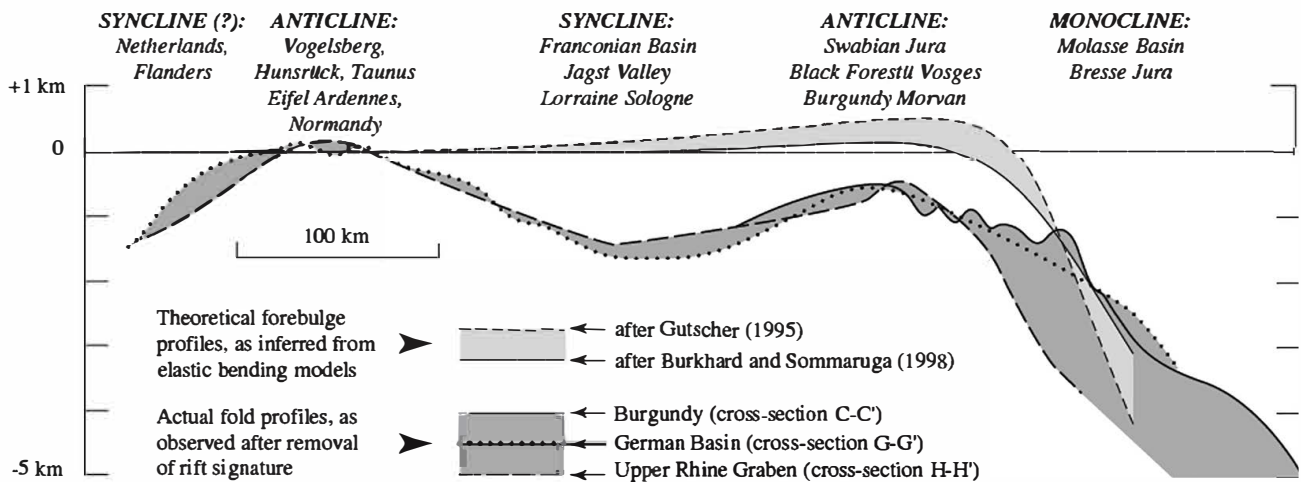 SYNCLINE (?):
Netherlands,
Flanders
ANTICLINE:
Vogelsberg,
Hunsrück, Taunus
Eifel Ardennes,
Normandy
SYNCLINE:
Franconian Basin
Jagst Valley
Lorraine Sologne
ANTICLINE:
Swabian Jura
Black Forestü Vosges
Burgundy Morvan
MONOCLINE:
Molasse Basin
Bresse Jura
+1 km
0
100 km
Theoretical forebulge
profiles, as inferred from
elastic bending models
after Gutscher (1995)
after Burkhard and Sommaruga (1998)
Actual fold profiles, as
observed after removal
of rift signature
Burgundy (cross-section C-C')
German Basin (cross-section G-G')
Upper Rhine Graben (cross-section H-H')
-5 km